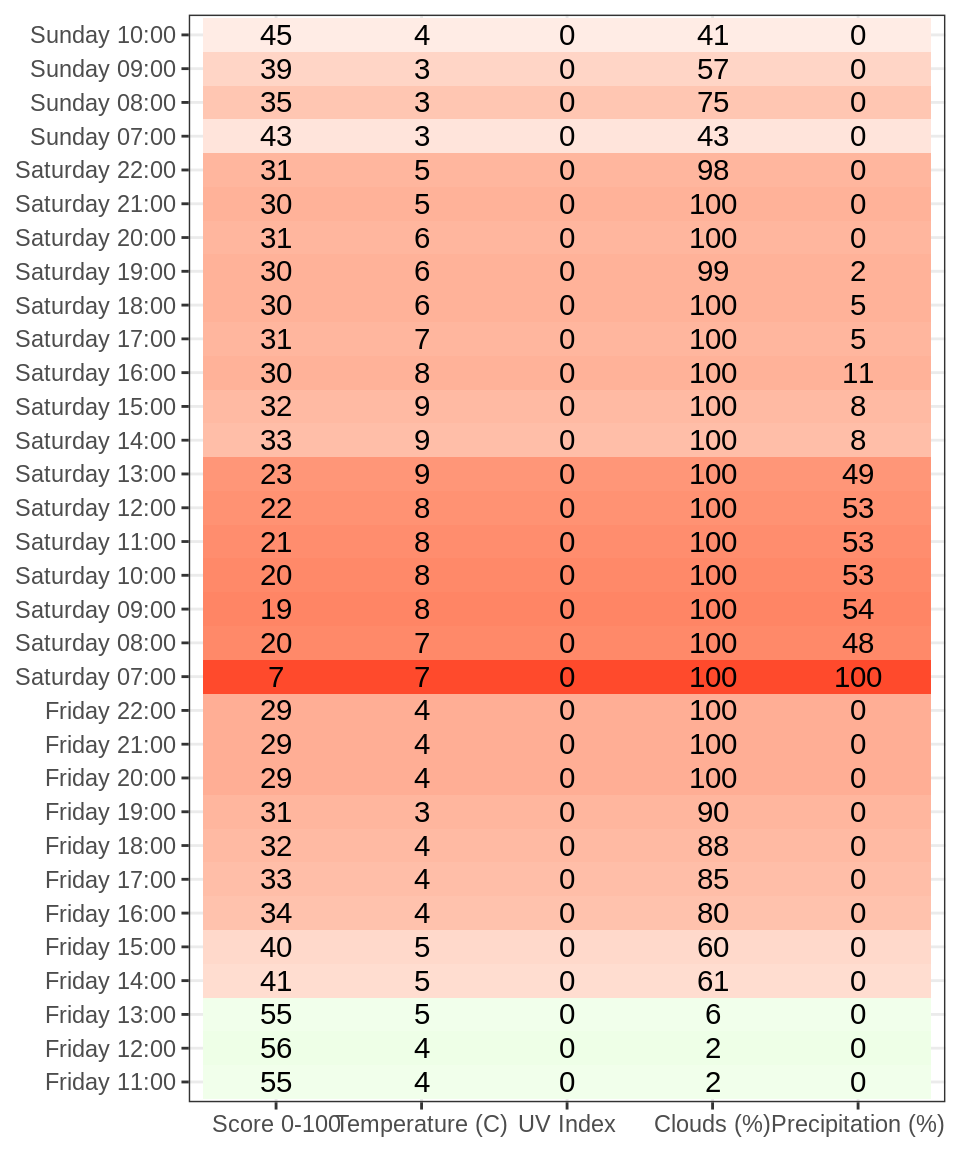 Sunday 10:00 45 4 0 41 0
Sunday 09:00 39 3 0 57 0
Sunday 08:00 35 3 0 75 0
Sunday 07:00 43 3 0 43 0
Saturday 22:00 31 5 0 98 0
Saturday 21:00 30 5 0 100 0
Saturday 20:00 31 6 0 100 0
Saturday 19:00 30 6 0 99 2
Saturday 18:00 30 6 0 100 5
Saturday 17:00 31 7 0 100 5
Saturday 16:00 30 8 0 100 11
Saturday 15:00 32 9 0 100 8
Saturday 14:00 33 9 0 100 8
Saturday 13:00 23 9 0 100 49
Saturday 12:00 22 8 0 100 53
Saturday 11:00 21 8 0 100 53
Saturday 10:00 20 8 0 100 53
Saturday 09:00 19 8 0 100 54
Saturday 08:00 20 7 0 100 48
Saturday 07:00 7 7 0 100 100
Friday 22:00 29 4 0 100 0
Friday 21:00 29 4 0 100 0
Friday 20:00 29 4 0 100 0
Friday 19:00 31 3 0 90 0
Friday 18:00 32 4 0 88 0
Friday 17:00 33 4 0 85 0
Friday 16:00 34 4 0 80 0
Friday 15:00 40 5 0 60 0
Friday 14:00 41 5 0 61 0
Friday 13:00 55 5 0 6 0
Friday 12:00 56 4 0 2 0
Friday 11:00 55 4 0 2 0
Score 0-100 Temperature (C) UV Index Clouds (%) Precipitation (%)